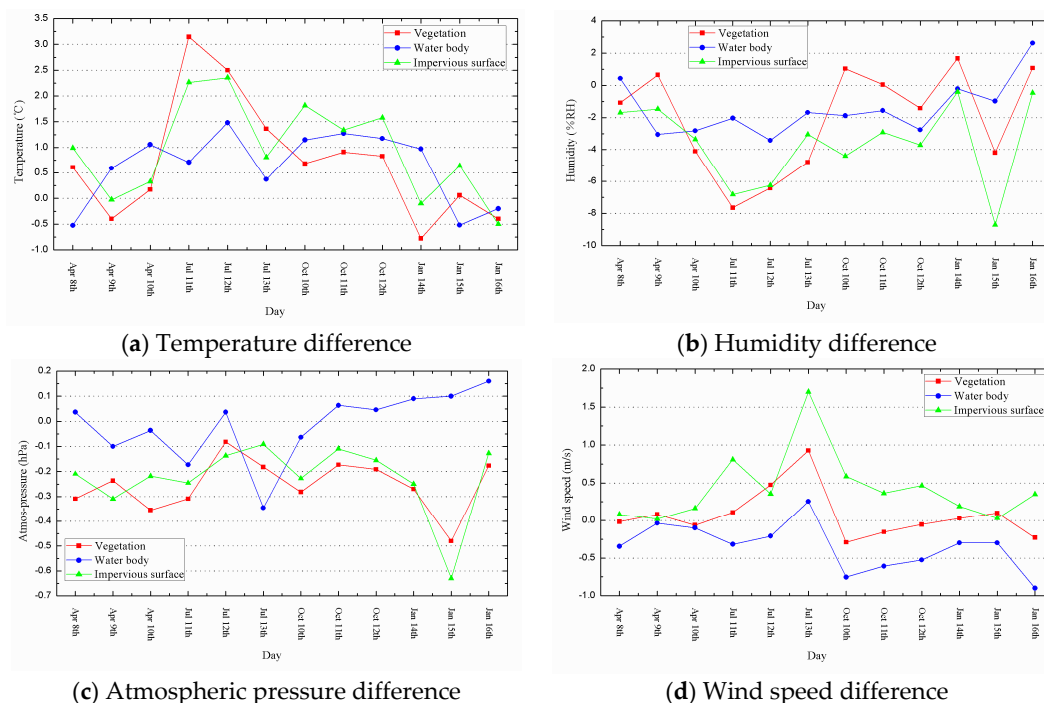 3.5
3.0
2.5
2.0
1.5
1.0
0.5
0.0
-0.5
-1.0
Temperature (℃)
Vegetation
Water body
Impervious surface
Apr 8th
Apr 9th
Apr 10th
Jul 11th
Jul 12th
Jul 13th
Oct 10th
Oct 11th
Oct 12th
Jan 14th
Jan 15th
Jan 16th
Day
(a) Temperature difference
4
2
0
-2
-4
-6
-8
-10
Humidity (%RH)
Vegetation
Water body
Impervious surface
Apr 8th
Apr 9th
Apr 10th
Jul 11th
Jul 12th
Jul 13th
Oct 10th
Oct 11th
Oct 12th
Jan 14th
Jan 15th
Jan 16th
Day
(b) Humidity difference
0.2
0.1
0.0
-0.1
-0.2
-0.3
-0.4
-0.5
-0.6
-0.7
Atmos-pressure (hPa)
Vegetation
Water body
Impervious surface
Apr 8th
Apr 9th
Apr 10th
Jul 11th
Jul 12th
Jul 13th
Oct 10th
Oct 11th
Oct 12th
Jan 14th
Jan 15th
Jan 16th
Day
(c) Atmospheric pressure difference
2.0
1.5
1.0
0.5
0.0
-0.5
-1.0
Wind speed (m/s)
Vegetation
Water body
Impervious surface
Apr 8th
Apr 9th
Apr 10th
Jul 11th
Jul 12th
Jul 13th
Oct 10th
Oct 11th
Oct 12th
Jan 14th
Jan 15th
Jan 16th
Day
(d) Wind speed difference